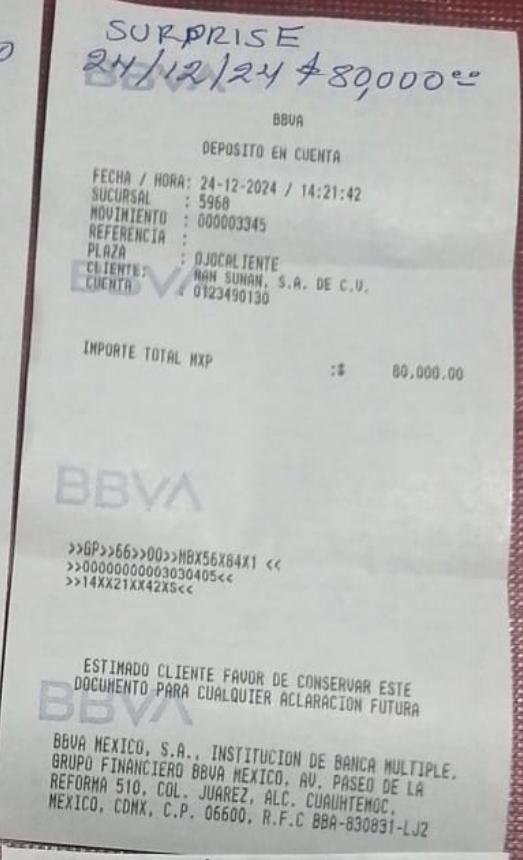 SURPRISE
24/12/24 $80,000.00
BBVA
DEPOSITO EN CUENTA
FECHA / HORA: 24-12-2024 / 14:21:42
SUCURSAL : 5968
MOVIMIENTO : 000003345
REFERENCIA :
PLAZA : OJOCALIENTE
CLIENTE: NAN SUNAN, S.A. DE C.V.
CUENTA : 0123490130
IMPORTE TOTAL MXP :$ 80,000.00
BBVA
>>GP>>66>>00>>MBX56X84X1 <<
>>00000000003030405<<
>>14XX21XX42XS<<
ESTIMADO CLIENTE FAVOR DE CONSERVAR ESTE
DOCUMENTO PARA CUALQUIER ACLARACION FUTURA
BBVA
BBVA MEXICO, S.A., INSTITUCION DE BANCA MULTIPLE,
GRUPO FINANCIERO BBVA MEXICO, AV. PASEO DE LA
REFORMA 510, COL. JUAREZ, ALC. CUAUHTEMOC,
MEXICO, CDMX, C.P. 06600, R.F.C BBA-830831-LJ2